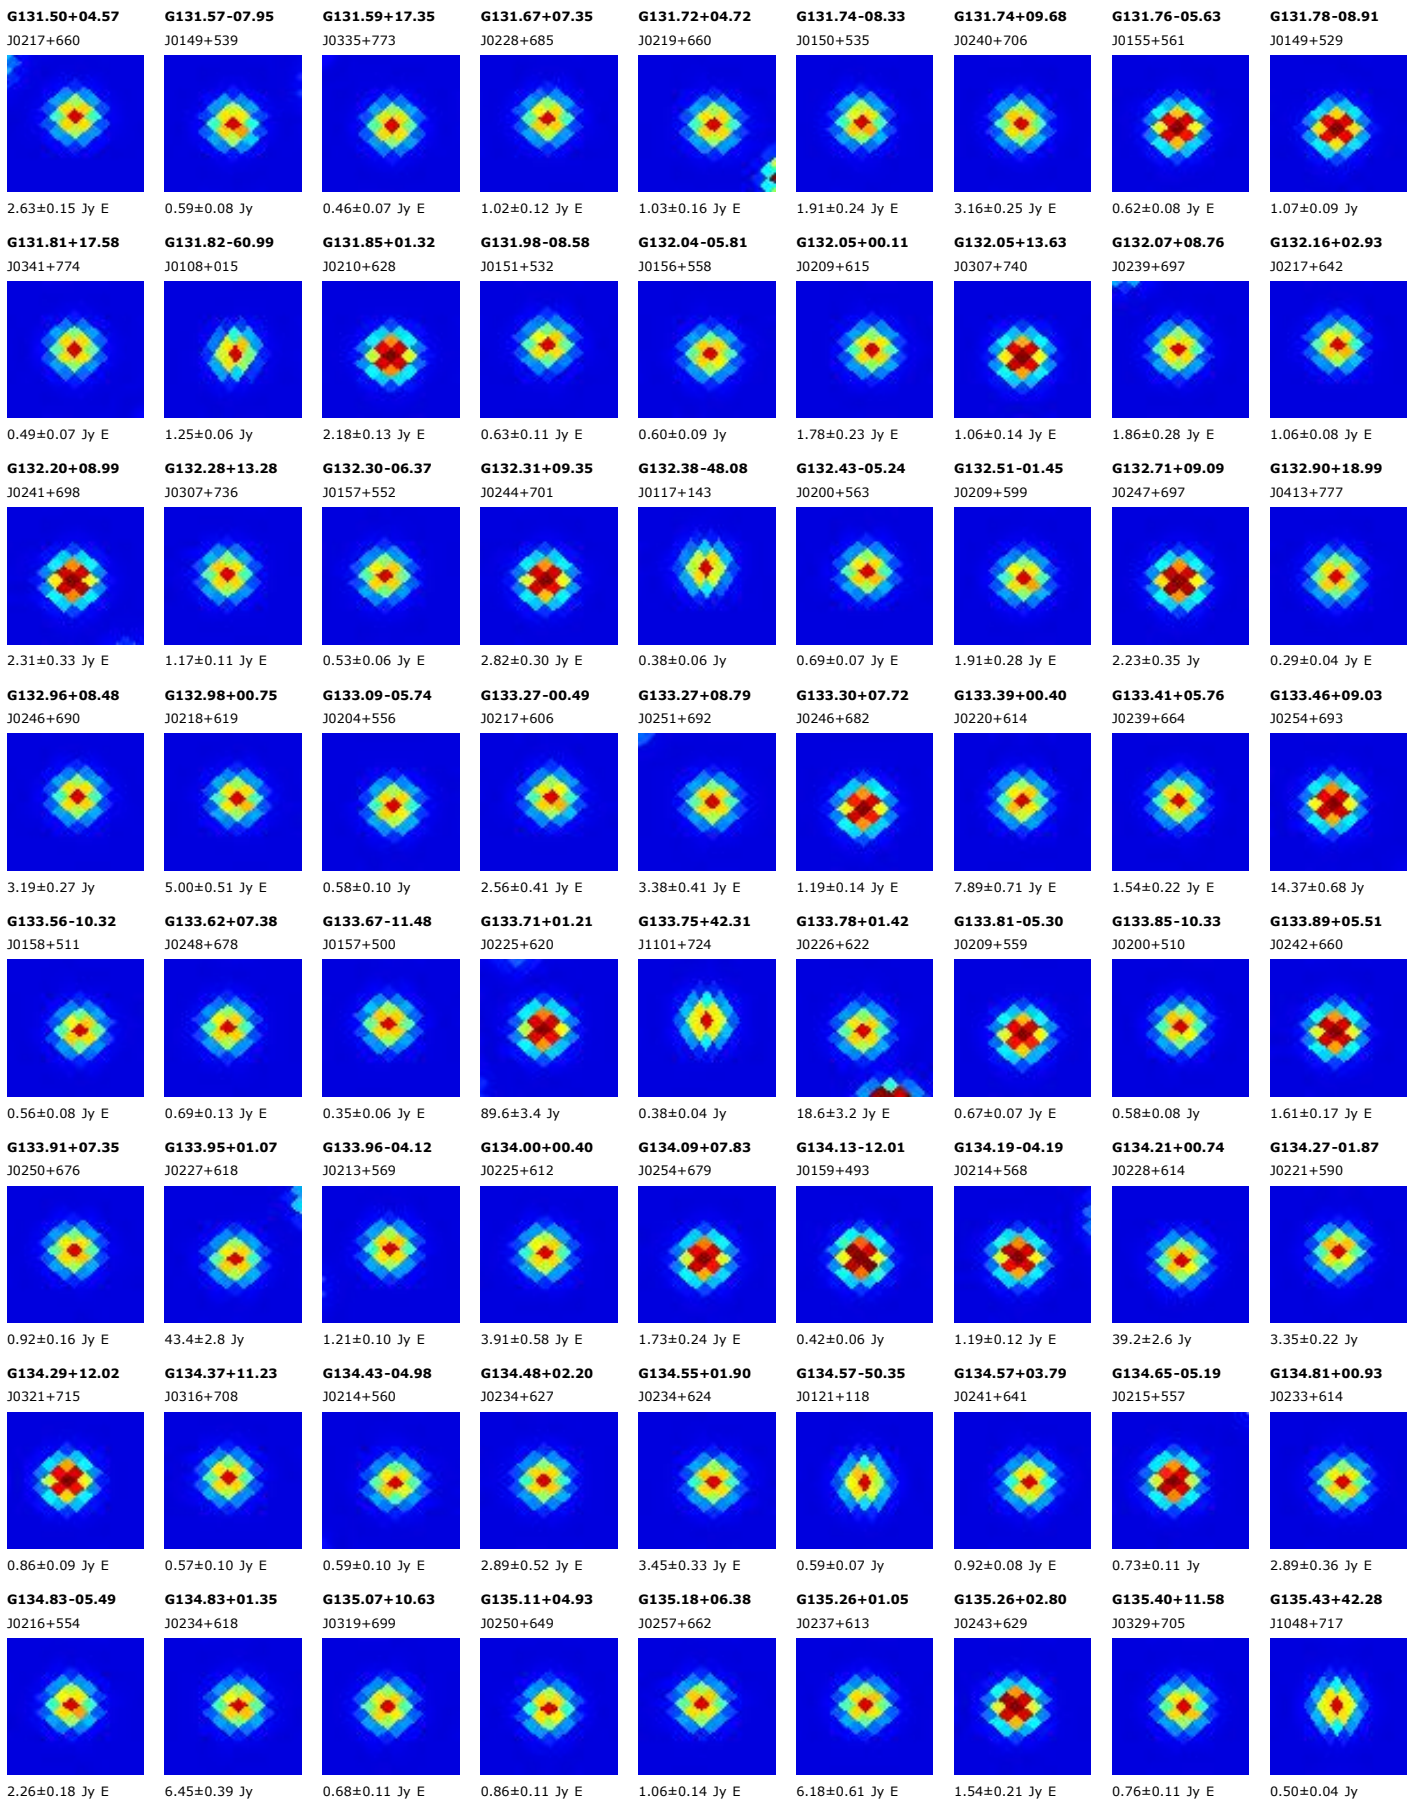 G131.50+04.57 G131.57-07.95 G131.59+17.35 G131.67+07.35 G131.72+04.72 G131.74-08.33 G131.74+09.68 G131.76-05.63 G131.78-08.91
J0217+660 J0149+539 J0335+773 J0228+685 J0219+660 J0150+535 J0240+706 J0155+561 J0149+529
2.63±0.15 Jy E 0.59±0.08 Jy 0.46±0.07 Jy E 1.02±0.12 Jy E 1.03±0.16 Jy E 1.91±0.24 Jy E 3.16±0.25 Jy E 0.62±0.08 Jy E 1.07±0.09 Jy
G131.81+17.58 G131.82-60.99 G131.85+01.32 G131.98-08.58 G132.04-05.81 G132.05+00.11 G132.05+13.63 G132.07+08.76 G132.16+02.93
J0341+774 J0108+015 J0210+628 J0151+532 J0156+558 J0209+615 J0307+740 J0239+697 J0217+642
0.49±0.07 Jy E 1.25±0.06 Jy 2.18±0.13 Jy E 0.63±0.11 Jy E 0.60±0.09 Jy 1.78±0.23 Jy E 1.06±0.14 Jy E 1.86±0.28 Jy E 1.06±0.08 Jy E
G132.20+08.99 G132.28+13.28 G132.30-06.37 G132.31+09.35 G132.38-48.08 G132.43-05.24 G132.51-01.45 G132.71+09.09 G132.90+18.99
J0241+698 J0307+736 J0157+552 J0244+701 J0117+143 J0200+563 J0209+599 J0247+697 J0413+777
2.31±0.33 Jy E 1.17±0.11 Jy E 0.53±0.06 Jy E 2.82±0.30 Jy E 0.38±0.06 Jy 0.69±0.07 Jy E 1.91±0.28 Jy E 2.23±0.35 Jy 0.29±0.04 Jy E
G132.96+08.48 G132.98+00.75 G133.09-05.74 G133.27-00.49 G133.27+08.79 G133.30+07.72 G133.39+00.40 G133.41+05.76 G133.46+09.03
J0246+690 J0218+619 J0204+556 J0217+606 J0251+692 J0246+682 J0220+614 J0239+664 J0254+693
3.19±0.27 Jy 5.00±0.51 Jy E 0.58±0.10 Jy 2.56±0.41 Jy E 3.38±0.41 Jy E 1.19±0.14 Jy E 7.89±0.71 Jy E 1.54±0.22 Jy E 14.37±0.68 Jy
G133.56-10.32 G133.62+07.38 G133.67-11.48 G133.71+01.21 G133.75+42.31 G133.78+01.42 G133.81-05.30 G133.85-10.33 G133.89+05.51
J0158+511 J0248+678 J0157+500 J0225+620 J1101+724 J0226+622 J0209+559 J0200+510 J0242+660
0.56±0.08 Jy E 0.69±0.13 Jy E 0.35±0.06 Jy E 89.6±3.4 Jy 0.38±0.04 Jy 18.6±3.2 Jy E 0.67±0.07 Jy E 0.58±0.08 Jy 1.61±0.17 Jy E
G133.91+07.35 G133.95+01.07 G133.96-04.12 G134.00+00.40 G134.09+07.83 G134.13-12.01 G134.19-04.19 G134.21+00.74 G134.27-01.87
J0250+676 J0227+618 J0213+569 J0225+612 J0254+679 J0159+493 J0214+568 J0228+614 J0221+590
0.92±0.16 Jy E 43.4±2.8 Jy 1.21±0.10 Jy E 3.91±0.58 Jy E 1.73±0.24 Jy E 0.42±0.06 Jy 1.19±0.12 Jy E 39.2±2.6 Jy 3.35±0.22 Jy
G134.29+12.02 G134.37+11.23 G134.43-04.98 G134.48+02.20 G134.55+01.90 G134.57-50.35 G134.57+03.79 G134.65-05.19 G134.81+00.93
J0321+715 J0316+708 J0214+560 J0234+627 J0234+624 J0121+118 J0241+641 J0215+557 J0233+614
0.86±0.09 Jy E 0.57±0.10 Jy E 0.59±0.10 Jy E 2.89±0.52 Jy E 3.45±0.33 Jy E 0.59±0.07 Jy 0.92±0.08 Jy E 0.73±0.11 Jy 2.89±0.36 Jy E
G134.83-05.49 G134.83+01.35 G135.07+10.63 G135.11+04.93 G135.18+06.38 G135.26+01.05 G135.26+02.80 G135.40+11.58 G135.43+42.28
J0216+554 J0234+618 J0319+699 J0250+649 J0257+662 J0237+613 J0243+629 J0329+705 J1048+717
2.26±0.18 Jy E 6.45±0.39 Jy 0.68±0.11 Jy E 0.86±0.11 Jy E 1.06±0.14 Jy E 6.18±0.61 Jy E 1.54±0.21 Jy E 0.76±0.11 Jy E 0.50±0.04 Jy